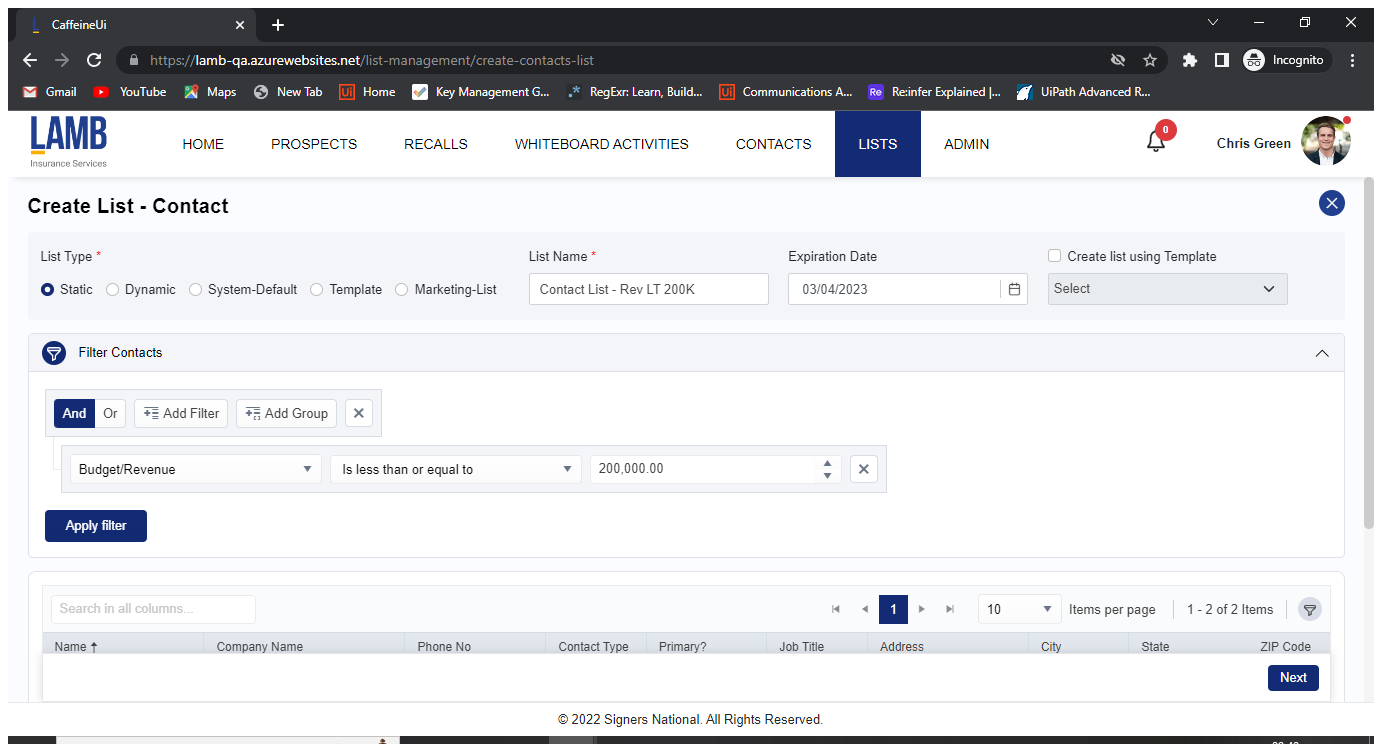 CaffeineUi
https://lamb-qa.azurewebsites.net/list-management/create-contacts-list
Incognito
Gmail YouTube Maps New Tab Ui Home Key Management G... .* RegExr: Learn, Build... Ui Communications A... Re Re:infer Explained |... UiPath Advanced R...
LAMB
Insurance Services
HOME PROSPECTS RECALLS WHITEBOARD ACTIVITIES CONTACTS LISTS ADMIN 0 Chris Green
Create List - Contact
List Type * List Name * Expiration Date Create list using Template
Static Dynamic System-Default Template Marketing-List Contact List - Rev LT 200K 03/04/2023 Select
Filter Contacts
And Or Add Filter Add Group
Budget/Revenue Is less than or equal to 200,000.00
Apply filter
Search in all columns... 1 10 Items per page 1 - 2 of 2 Items
Name Company Name Phone No Contact Type Primary? Job Title Address City State ZIP Code
Next
© 2022 Signers National. All Rights Reserved.